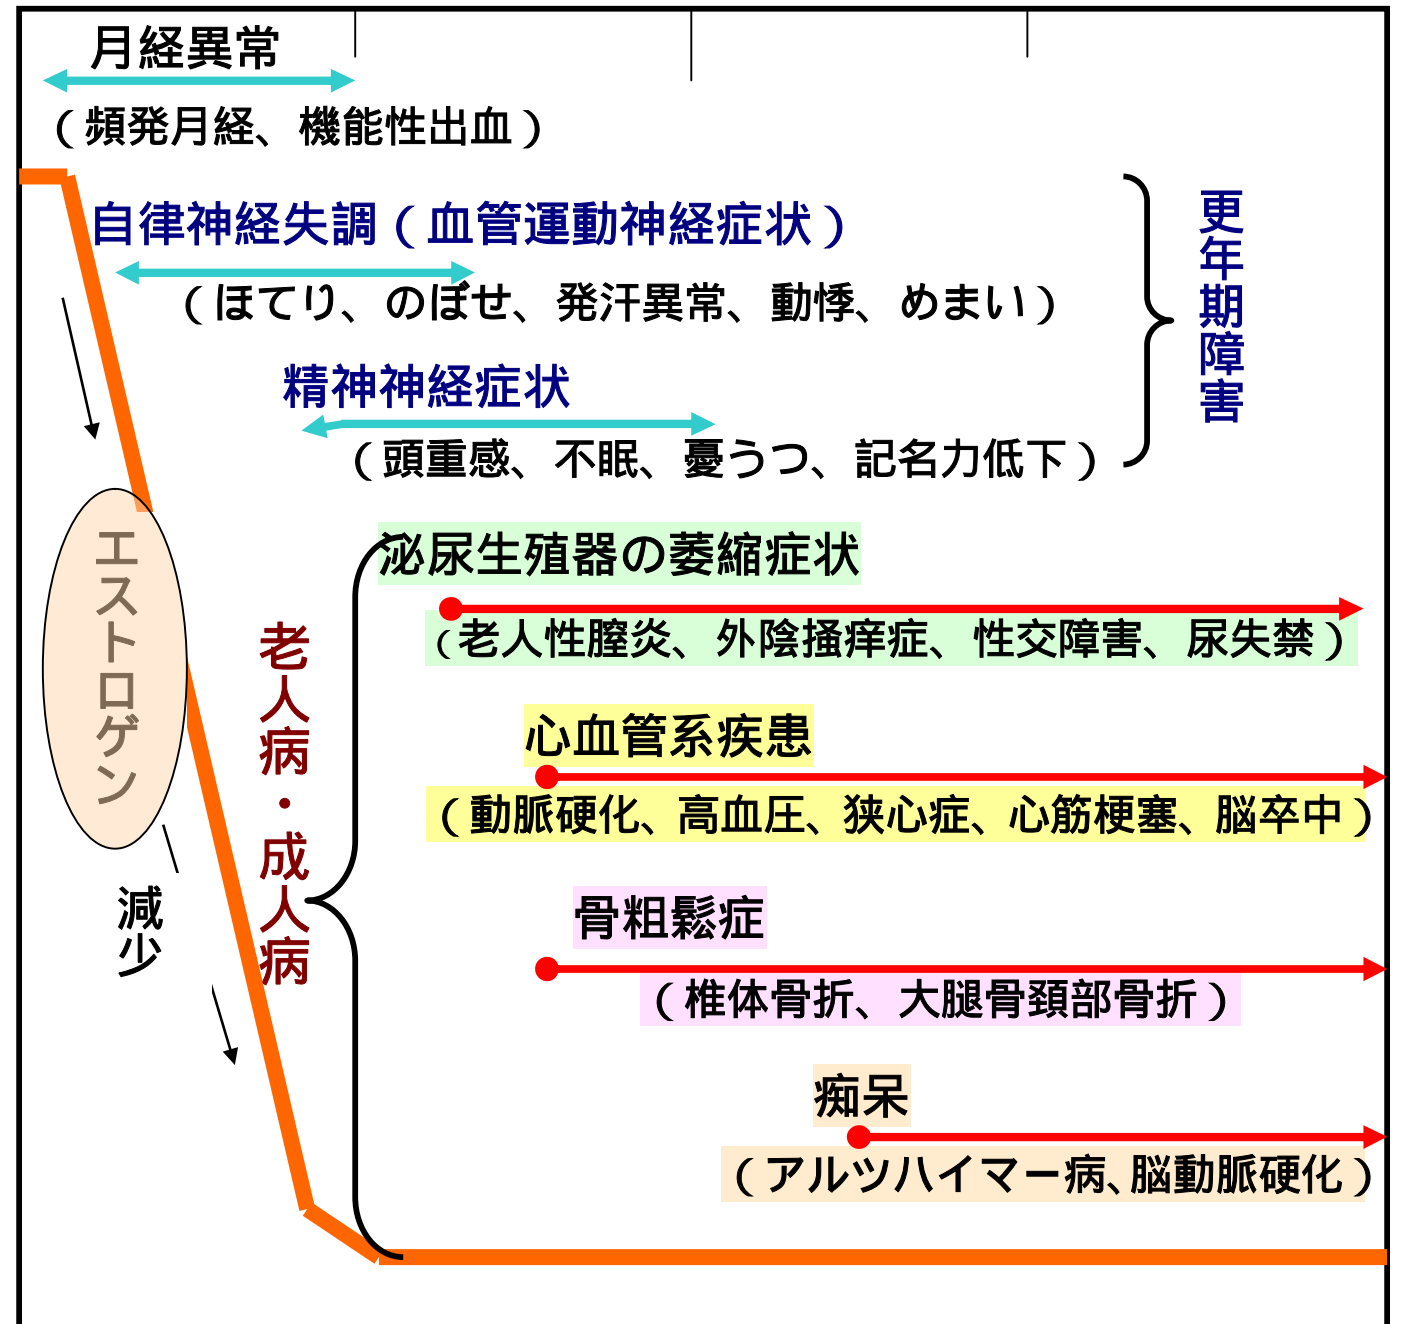 月経異常
（頻発月経、機能性出血）
自律神経失調（血管運動神経症状）
（ほてり、のぼせ、発汗異常、動悸、めまい）
精神神経症状
（頭重感、不眠、憂うつ、記名力低下）
更年期障害
エストロゲン
減少
老人病・成人病
泌尿生殖器の萎縮症状
（老人性膣炎、外陰掻痒症、性交障害、尿失禁）
心血管系疾患
（動脈硬化、高血圧、狭心症、心筋梗塞、脳卒中）
骨粗鬆症
（椎体骨折、大腿骨頚部骨折）
痴呆
（アルツハイマー病、脳動脈硬化）